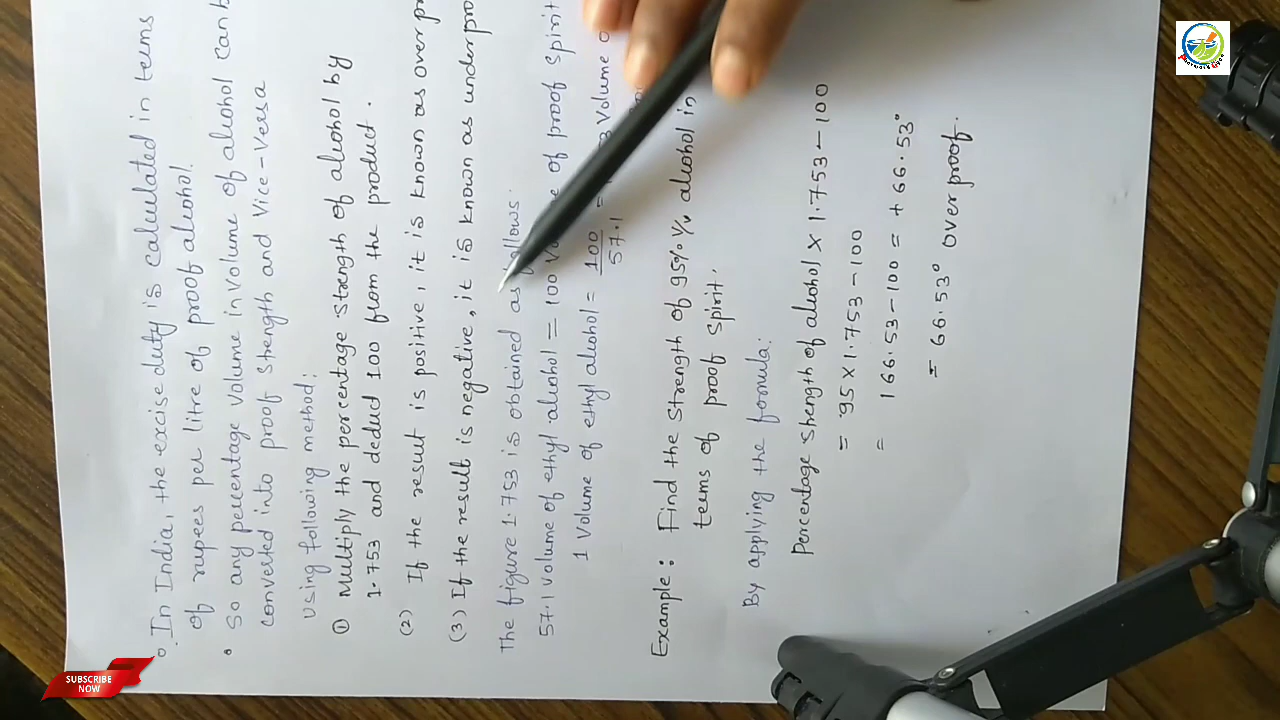 In India, the excise duty is calculated in terms
of rupees per litre of proof alcohol.
So any percentage volume in volume of alcohol can
converted into proof strength and Vice-versa
Using following method:
① Multiply the percentage strength of alcohol by
1.753 and deduct 100 from the product.
(2) If the result is positive, it is known as over
(3) If the result is negative, it is known as under
The figure 1.753 is obtained as
57.1 volume of ethyl alcohol = 100 of proof spirit
1 volume of ethyl alcohol = 100/57.1 = Volume
Example: Find the strength of 95% V/v alcohol in
terms of proof spirit.
By applying the formula:
Percentage strength of alcohol × 1.753 - 100
= 95 × 1.753 - 100
= 166.53 - 100 = + 66.53°
= 66.53° over proof.
SUBSCRIBE
NOW